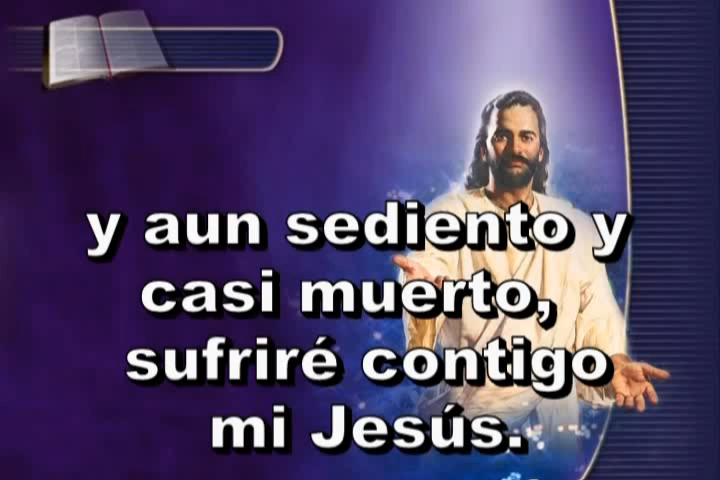 y aun sediento y
casi muerto,
sufriré contigo
mi Jesús.